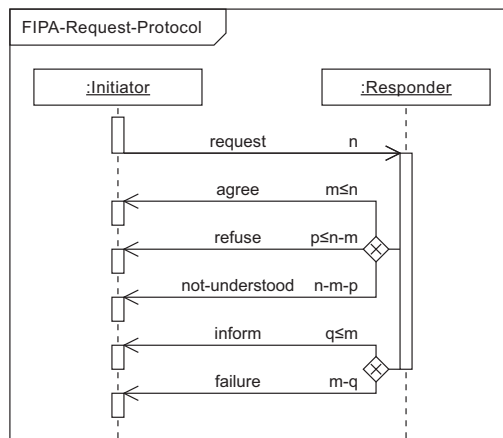 FIPA-Request-Protocol
:Initiator :Responder
request n
agree m≤n
refuse p≤n-m
not-understood n-m-p
inform q≤m
failure m-q